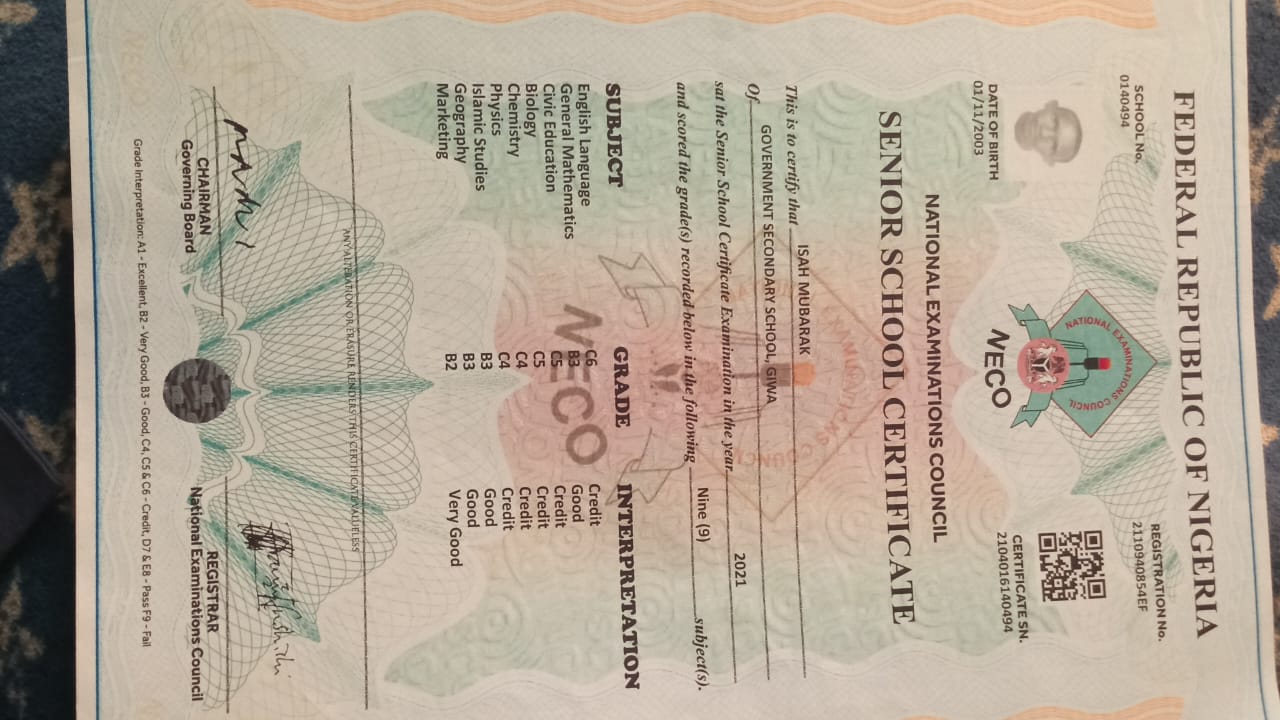 FEDERAL REPUBLIC OF NIGERIA
SCHOOL No.
0140494
REGISTRATION No.
2110940854EF
NATIONAL EXAMINATIONS COUNCIL
NECO
DATE OF BIRTH
01/11/2003
CERTIFICATE SN.
2104016140494
NATIONAL EXAMINATIONS COUNCIL
SENIOR SCHOOL CERTIFICATE
This is to certify that ISAH MUBARAK
Of GOVERNMENT SECONDARY SCHOOL, GIWA
sat the Senior School Certificate Examination in the year 2021
and scored the grade(s) recorded below in the following Nine (9) subject(s).
SUBJECT GRADE INTERPRETATION
English Language C6 Credit
General Mathematics B3 Good
Civic Education C5 Credit
Biology C5 Credit
Chemistry C4 Credit
Physics C4 Credit
Islamic Studies B3 Good
Geography B3 Good
Marketing B2 Very Good
NECO
ANY ALTERATION OR ERASURE RENDERS THIS CERTIFICATE VALUELESS
CHAIRMAN
Governing Board
REGISTRAR
National Examinations Council
Grade Interpretation: A1 - Excellent, B2 - Very Good, B3 - Good, C4, C5 & C6 - Credit, D7 & E8 - Pass F9 - Fail